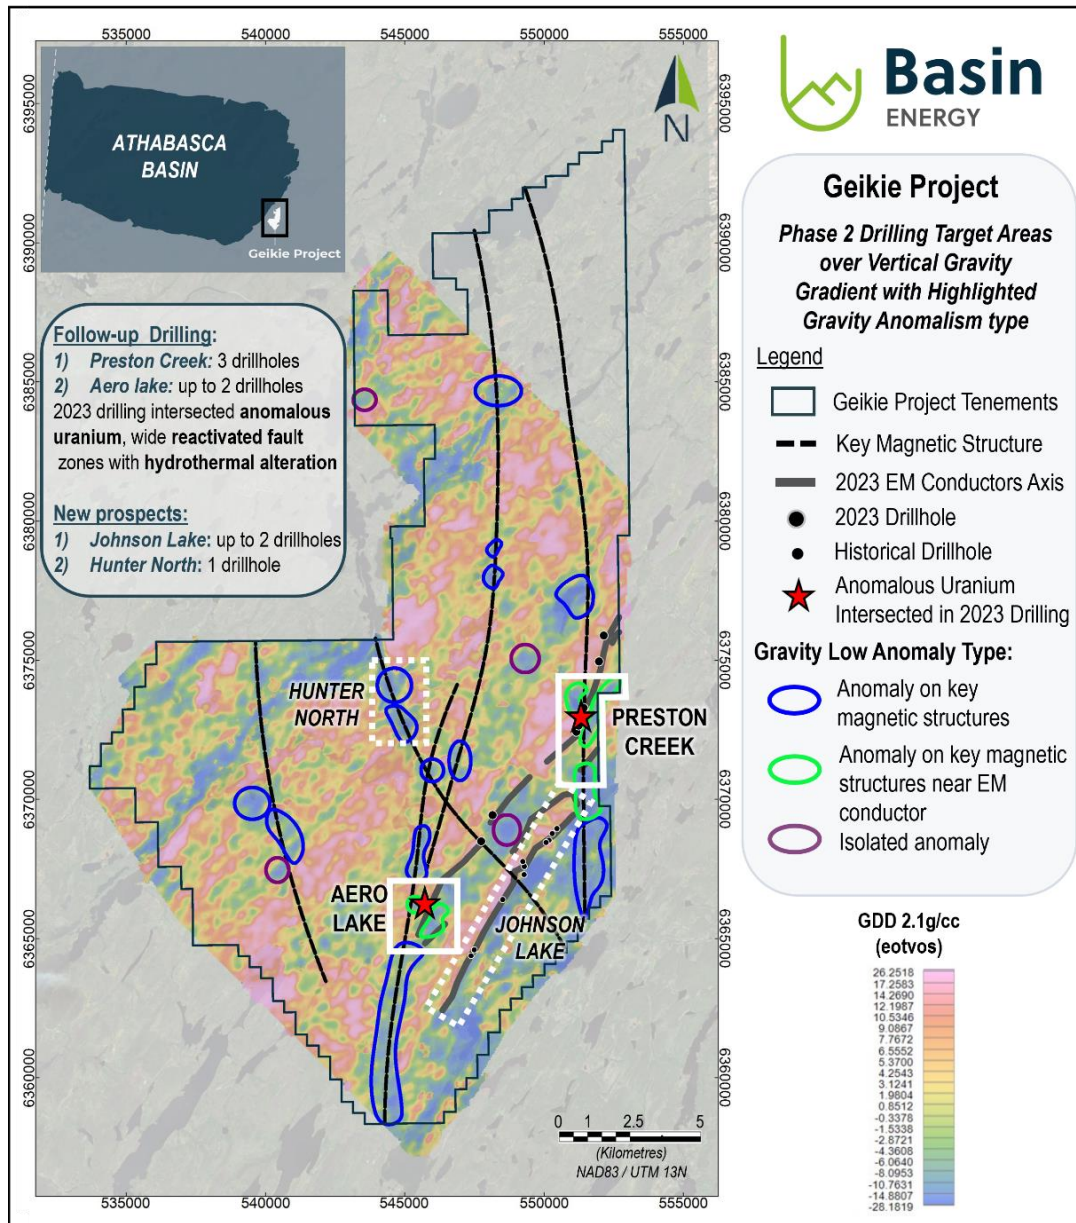 535000 540000 545000 550000 555000
6395000
6390000
6385000
6380000
6375000
6370000
6365000
6360000
6395000
6390000
6385000
6380000
6375000
6370000
6365000
6360000
ATHABASCA
BASIN
Geikie Project
N
Follow-up Drilling:
1) Preston Creek: 3 drillholes
2) Aero lake: up to 2 drillholes
2023 drilling intersected anomalous
uranium, wide reactivated fault
zones with hydrothermal alteration
New prospects:
1) Johnson Lake: up to 2 drillholes
2) Hunter North: 1 drillhole
HUNTER
NORTH
PRESTON
CREEK
AERO
LAKE
JOHNSON
LAKE
0 1 2.5 5
(Kilometres)
NAD83 / UTM 13N
535000 540000 545000 550000 555000
Basin
ENERGY
Geikie Project
Phase 2 Drilling Target Areas
over Vertical Gravity
Gradient with Highlighted
Gravity Anomalism type
Legend
Geikie Project Tenements
Key Magnetic Structure
2023 EM Conductors Axis
2023 Drillhole
Historical Drillhole
Anomalous Uranium
Intersected in 2023 Drilling
Gravity Low Anomaly Type:
Anomaly on key
magnetic structures
Anomaly on key magnetic
structures near EM
conductor
Isolated anomaly
GDD 2.1g/cc
(eotvos)
26.2518
17.2583
14.2690
12.1987
10.5346
9.0867
7.7672
6.5552
5.3700
4.2543
3.1241
1.9804
0.8512
-0.3378
-1.5338
-2.8721
-4.3608
-6.0640
-8.0953
-10.7631
-14.8807
-28.1819